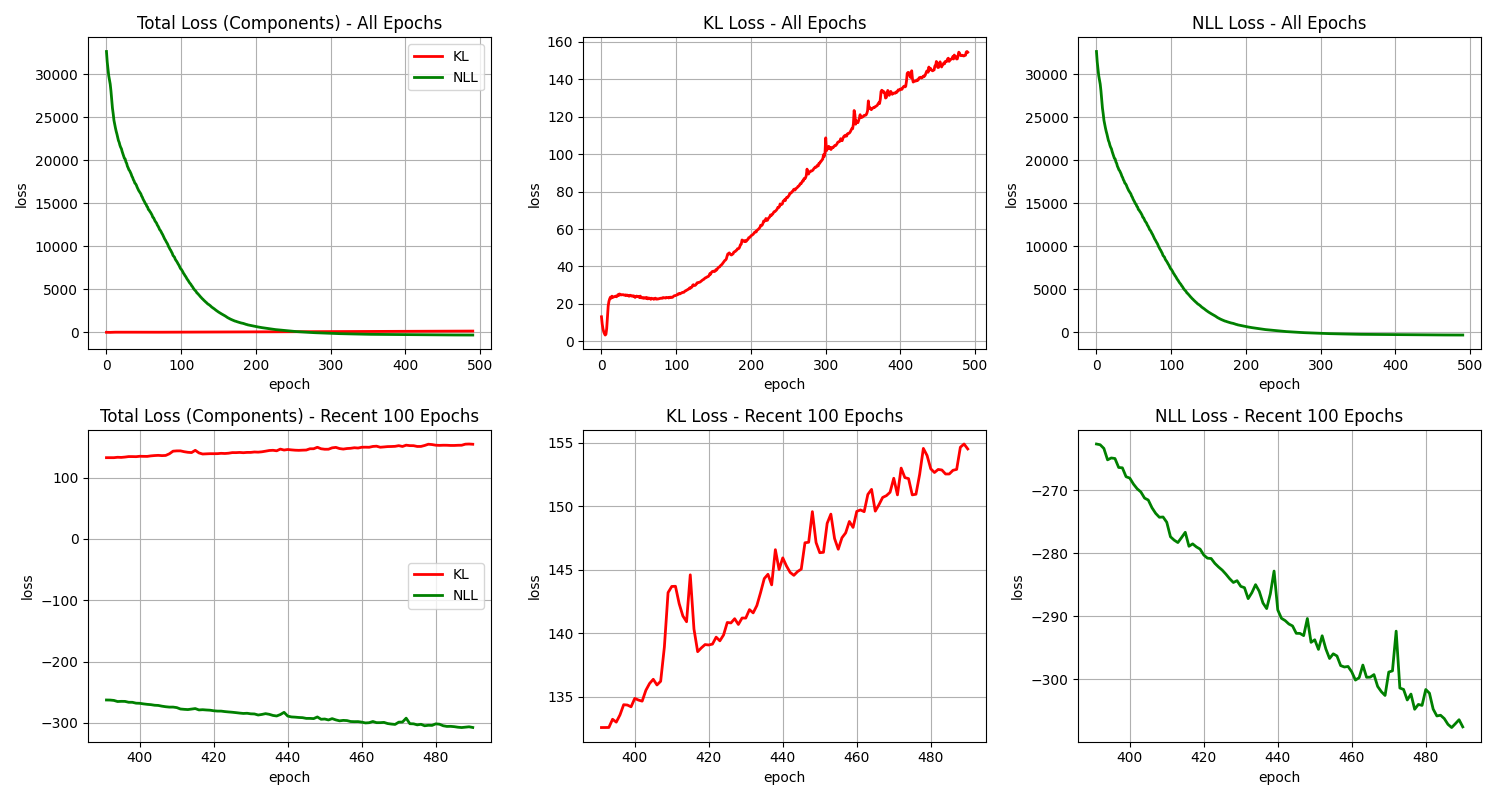 Total Loss (Components) - All Epochs
KL Loss - All Epochs
NLL Loss - All Epochs
KL
NLL
30000
25000
20000
15000
10000
5000
0
loss
0 100 200 300 400 500
epoch
160
140
120
100
80
60
40
20
0
loss
0 100 200 300 400 500
epoch
30000
25000
20000
15000
10000
5000
0
loss
0 100 200 300 400 500
epoch
Total Loss (Components) - Recent 100 Epochs
KL Loss - Recent 100 Epochs
NLL Loss - Recent 100 Epochs
100
0
−100
−200
−300
loss
KL
NLL
400 420 440 460 480
epoch
155
150
145
140
135
loss
400 420 440 460 480
epoch
−270
−280
−290
−300
loss
400 420 440 460 480
epoch